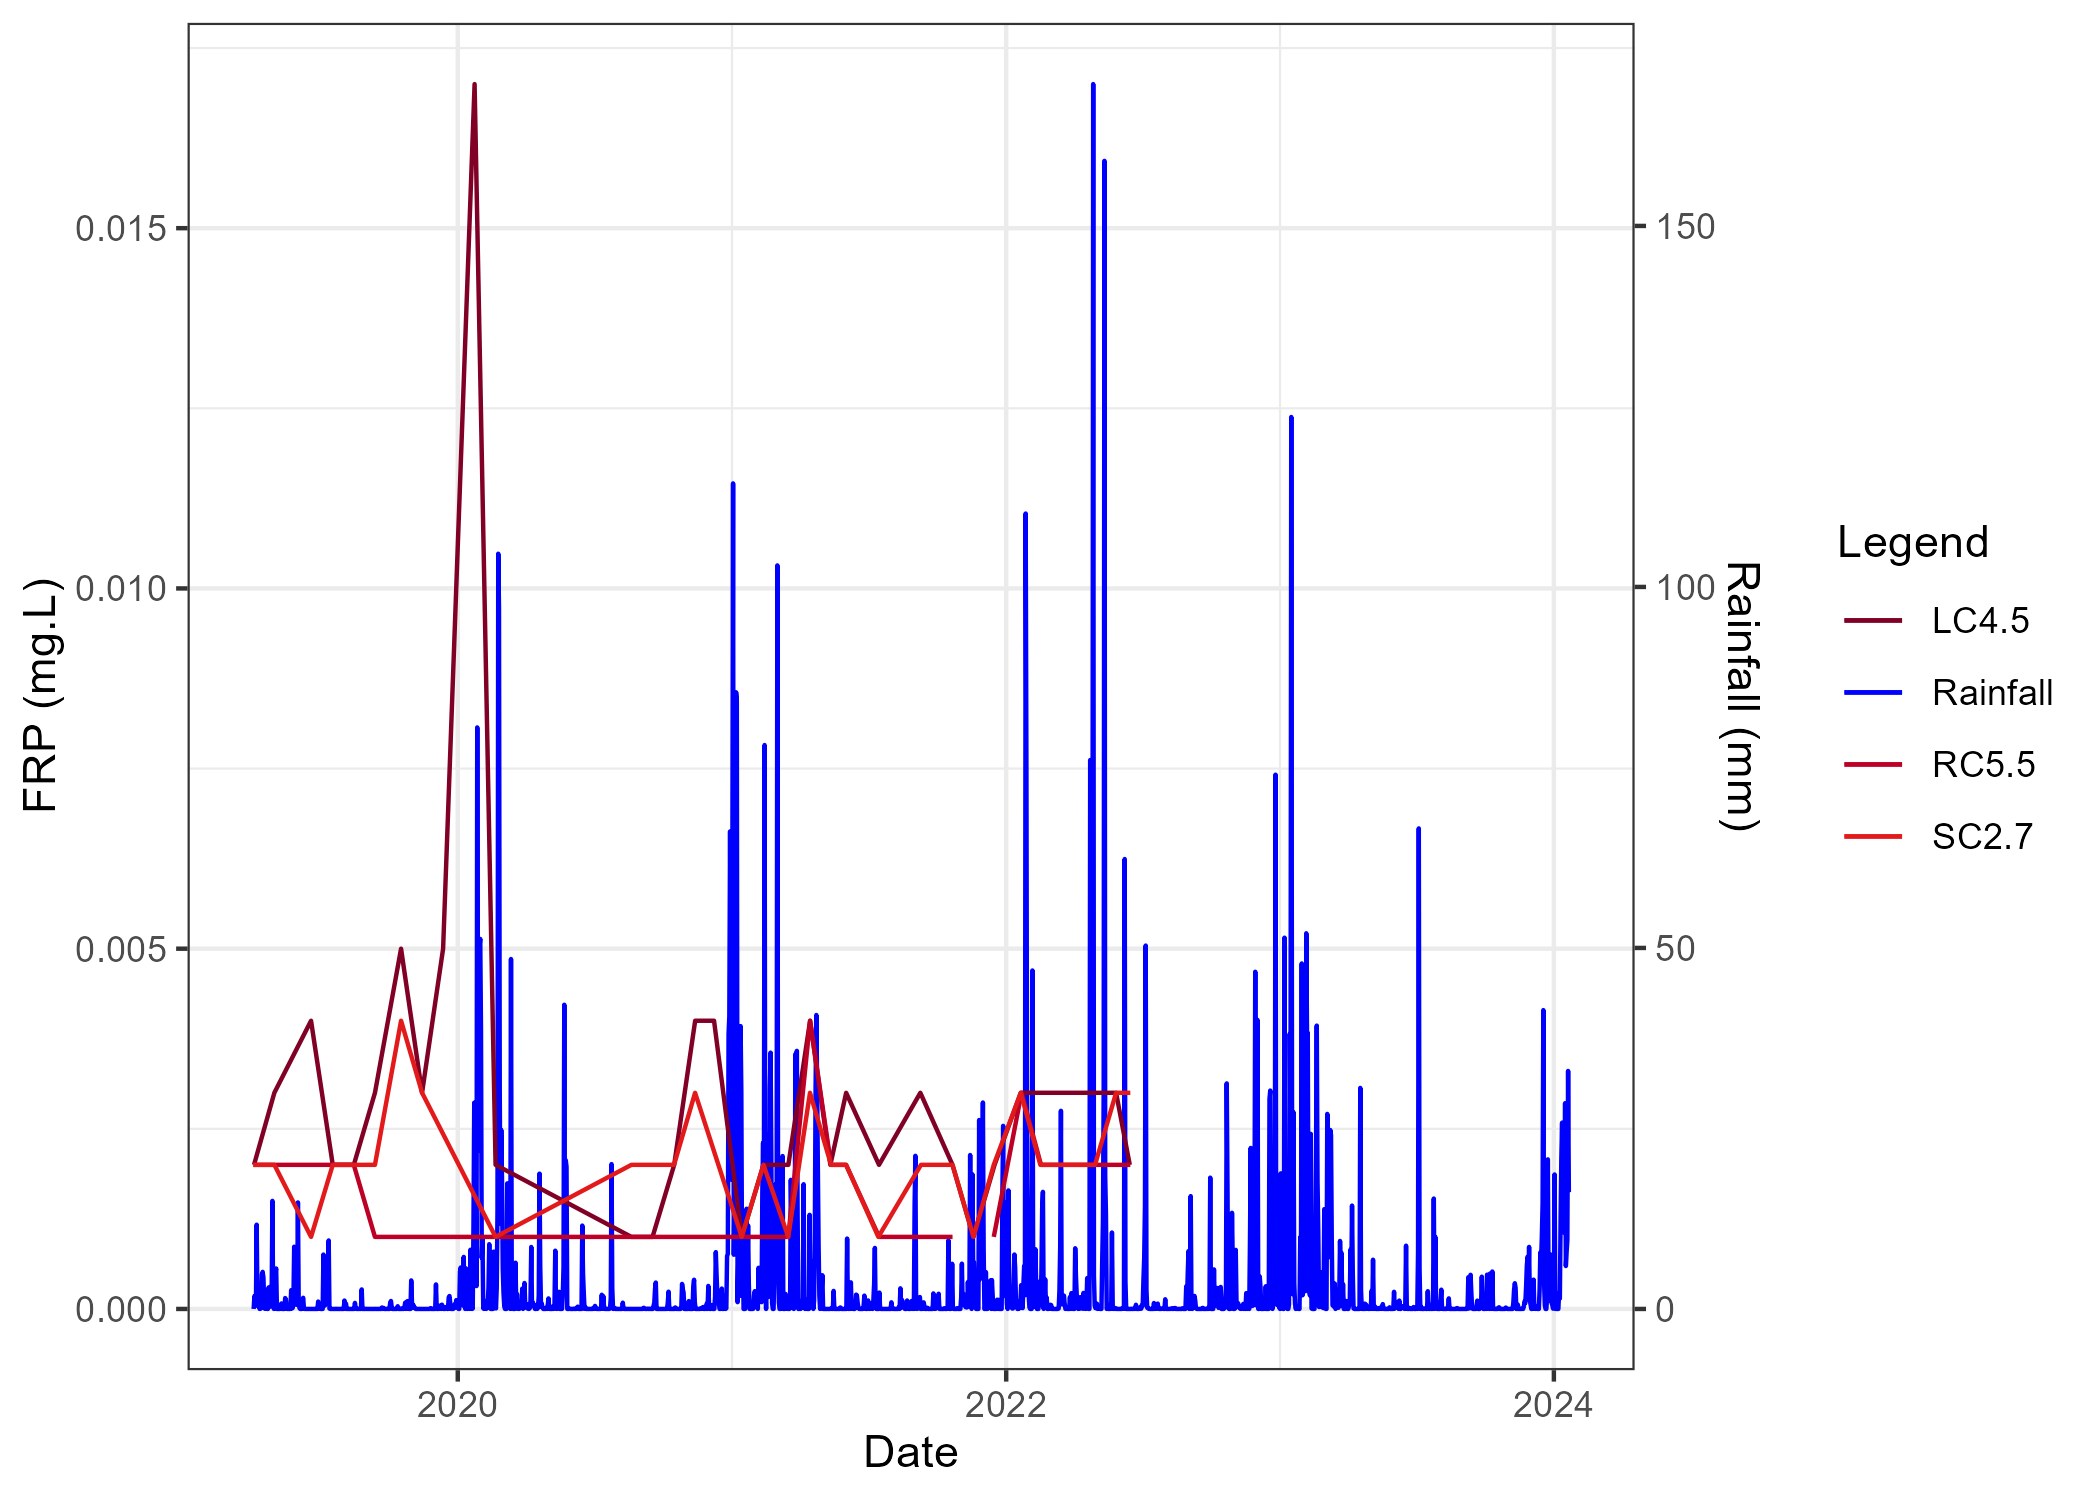 0.015
0.010
0.005
0.000
FRP (mg.L)
150
100
50
0
Rainfall (mm)
2020
2022
2024
Date
Legend
LC4.5
Rainfall
RC5.5
SC2.7